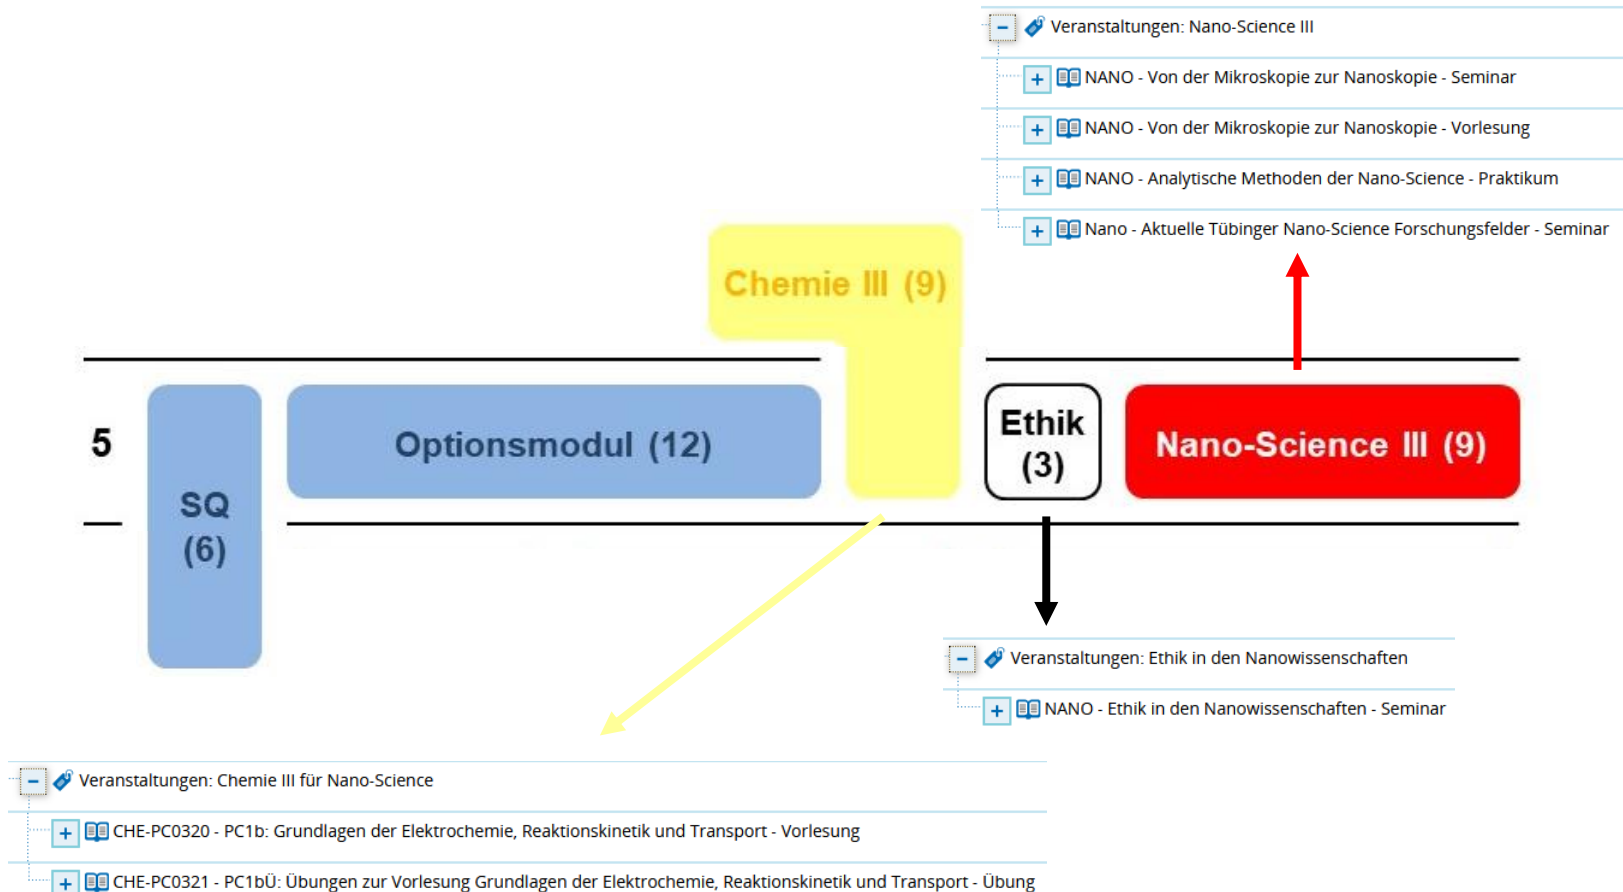 Veranstaltungen: Nano-Science III
NANO - Von der Mikroskopie zur Nanoskopie - Seminar
NANO - Von der Mikroskopie zur Nanoskopie - Vorlesung
NANO - Analytische Methoden der Nano-Science - Praktikum
Nano - Aktuelle Tübinger Nano-Science Forschungsfelder - Seminar
Chemie III (9)
5
SQ
(6)
Optionsmodul (12)
Ethik
(3)
Nano-Science III (9)
Veranstaltungen: Ethik in den Nanowissenschaften
NANO - Ethik in den Nanowissenschaften - Seminar
Veranstaltungen: Chemie III für Nano-Science
CHE-PC0320 - PC1b: Grundlagen der Elektrochemie, Reaktionskinetik und Transport - Vorlesung
CHE-PC0321 - PC1bÜ: Übungen zur Vorlesung Grundlagen der Elektrochemie, Reaktionskinetik und Transport - Übung